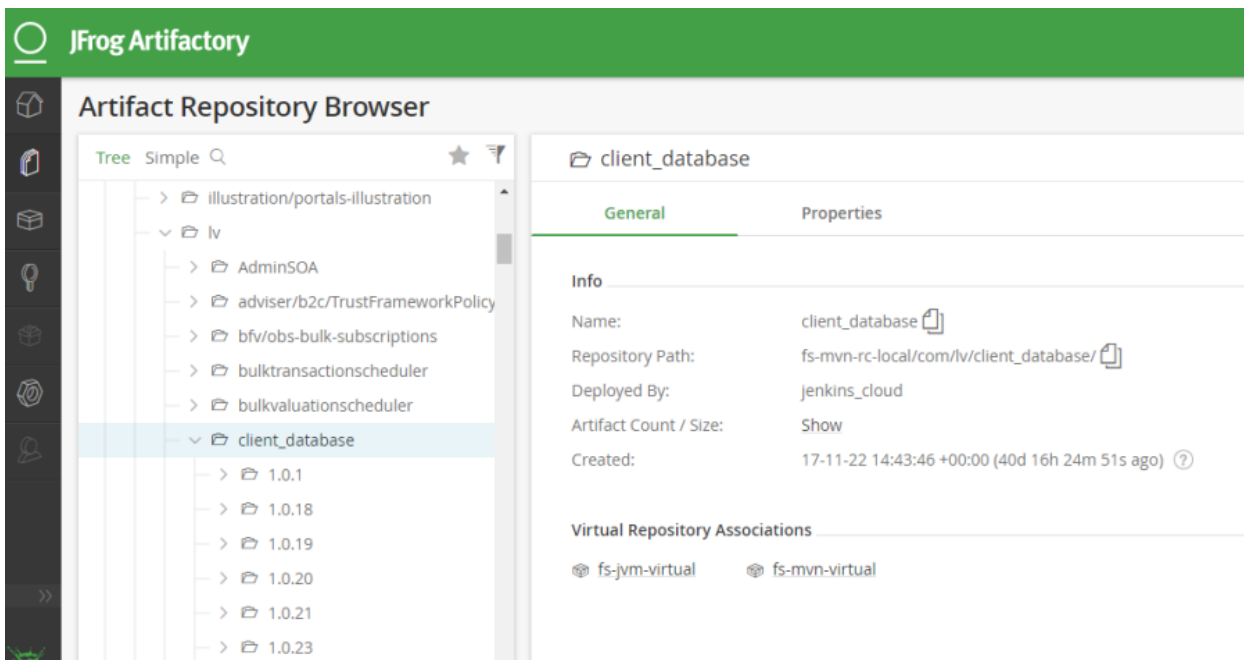 JFrog Artifactory
Artifact Repository Browser
Tree Simple
illustration/portals-illustration
lv
AdminSOA
adviser/b2c/TrustFrameworkPolicy
bfv/obs-bulk-subscriptions
bulktransactionscheduler
bulkvaluationscheduler
client_database
1.0.1
1.0.18
1.0.19
1.0.20
1.0.21
1.0.23
client_database
General Properties
Info
Name: client_database
Repository Path: fs-mvn-rc-local/com/lv/client_database/
Deployed By: jenkins_cloud
Artifact Count / Size: Show
Created: 17-11-22 14:43:46 +00:00 (40d 16h 24m 51s ago) ?
Virtual Repository Associations
fs-jvm-virtual fs-mvn-virtual